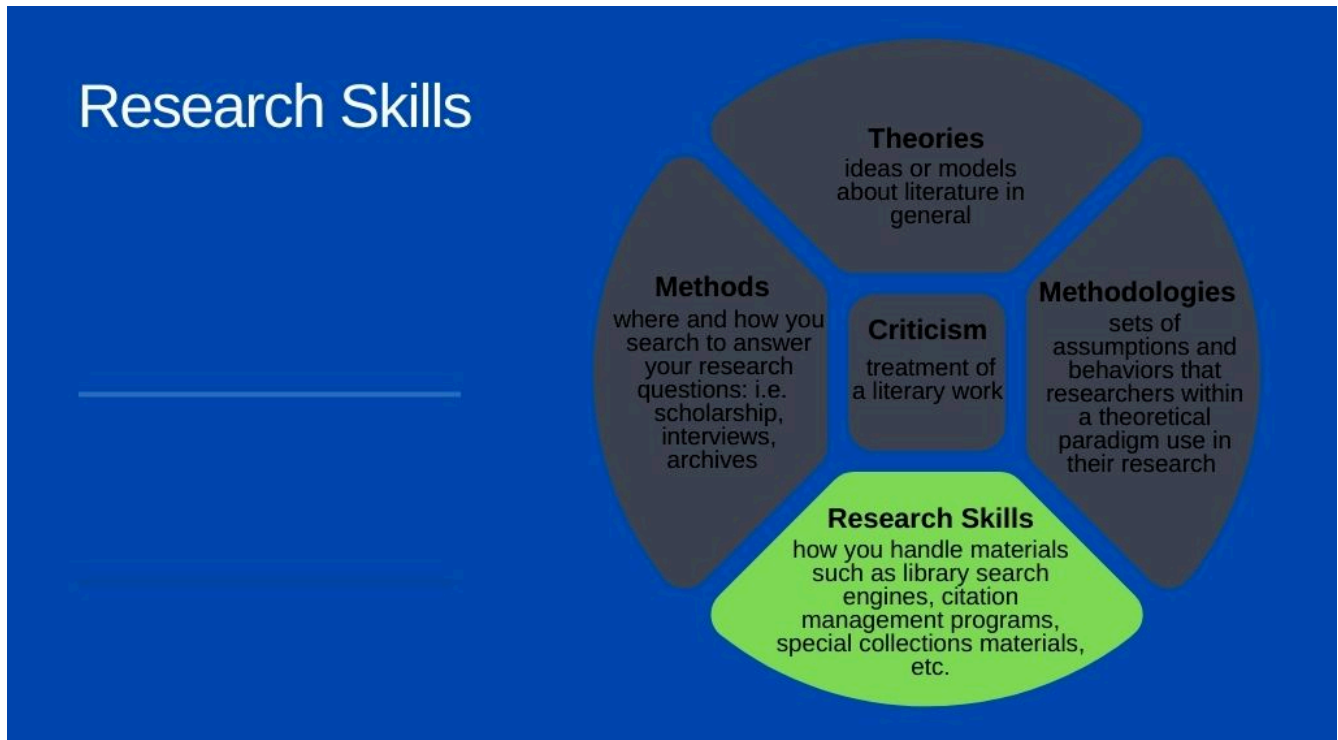 Research Skills
Theories
ideas or models
about literature in
general
Methods
where and how you
search to answer
your research
questions: i.e.
scholarship,
interviews,
archives
Criticism
treatment of
a literary work
Methodologies
sets of
assumptions and
behaviors that
researchers within
a theoretical
paradigm use in
their research
Research Skills
how you handle materials
such as library search
engines, citation
management programs,
special collections materials,
etc.